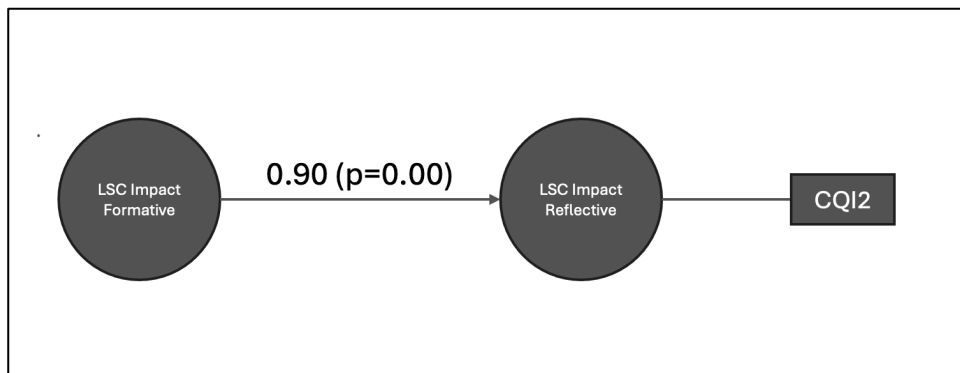 LSC Impact
Formative
0.90 (p=0.00)
LSC Impact
Reflective
CQI2